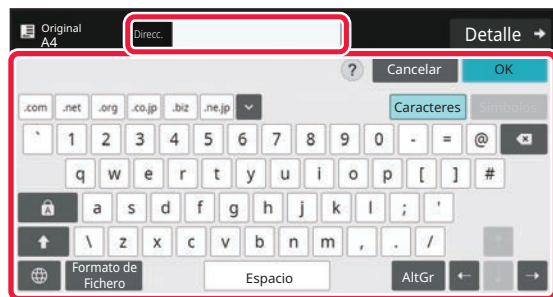 Original
A4
Direcc.
Detalle →
? Cancelar OK
.com .net .org .co.jp .biz .ne.jp Caracteres Símbolos
` 1 2 3 4 5 6 7 8 9 0 - = @
q w e r t y u i o p [ ] #
A a s d f g h j k l ; '
\ z x c v b n m , . /
Formato de
Fichero
Espacio AltGr ← ↓ →